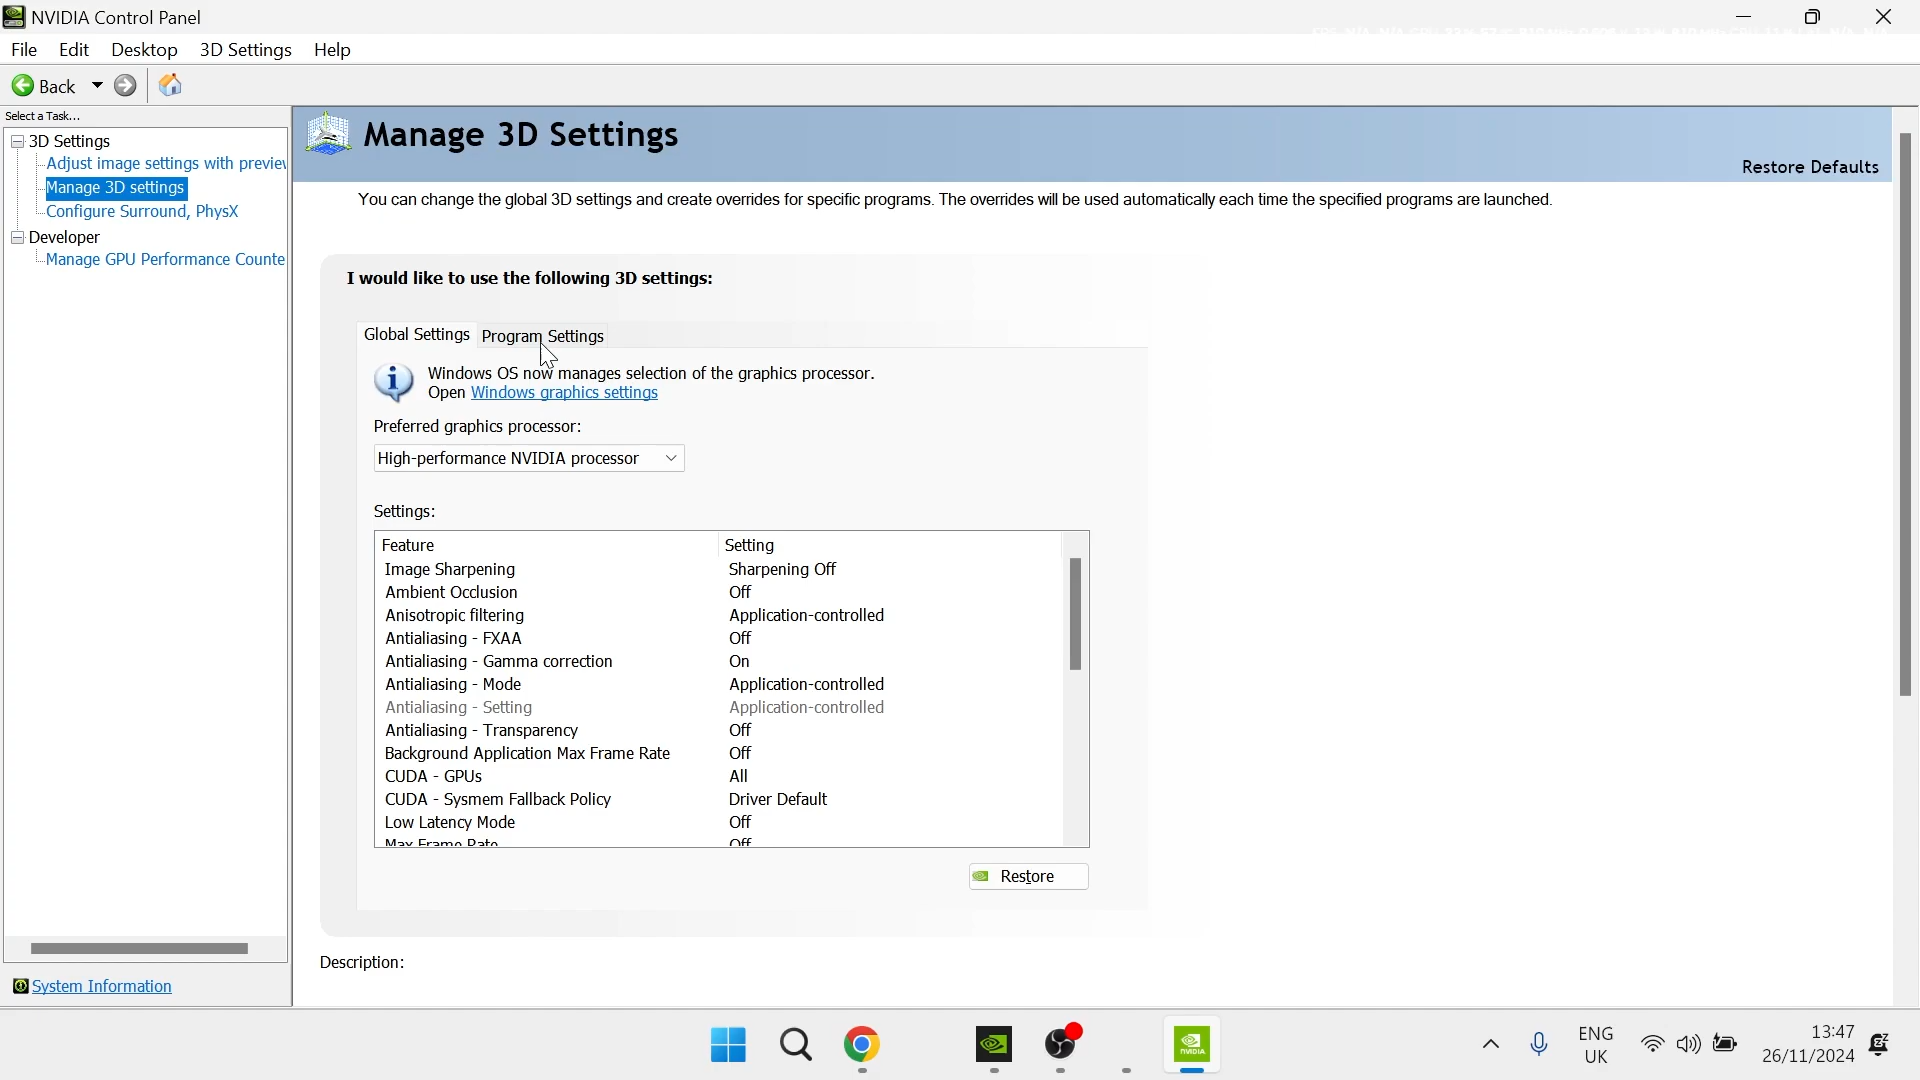 NVIDIA Control Panel
File Edit Desktop 3D Settings Help
Back
Select a Task...
3D Settings
Adjust image settings with previe
Manage 3D settings
Configure Surround, PhysX
Developer
Manage GPU Performance Counte
System Information
Manage 3D Settings
Restore Defaults
You can change the global 3D settings and create overrides for specific programs. The overrides will be used automatically each time the specified programs are launched.
I would like to use the following 3D settings:
Global Settings Program Settings
Windows OS now manages selection of the graphics processor.
Open Windows graphics settings
Preferred graphics processor:
High-performance NVIDIA processor
Settings:
Feature Setting
Image Sharpening Sharpening Off
Ambient Occlusion Off
Anisotropic filtering Application-controlled
Antialiasing - FXAA Off
Antialiasing - Gamma correction On
Antialiasing - Mode Application-controlled
Antialiasing - Setting Application-controlled
Antialiasing - Transparency Off
Background Application Max Frame Rate Off
CUDA - GPUs All
CUDA - Sysmem Fallback Policy Driver Default
Low Latency Mode Off
Max Frame Rate Off
Restore
Description:
NVIDIA
ENG
UK
13:47
26/11/2024